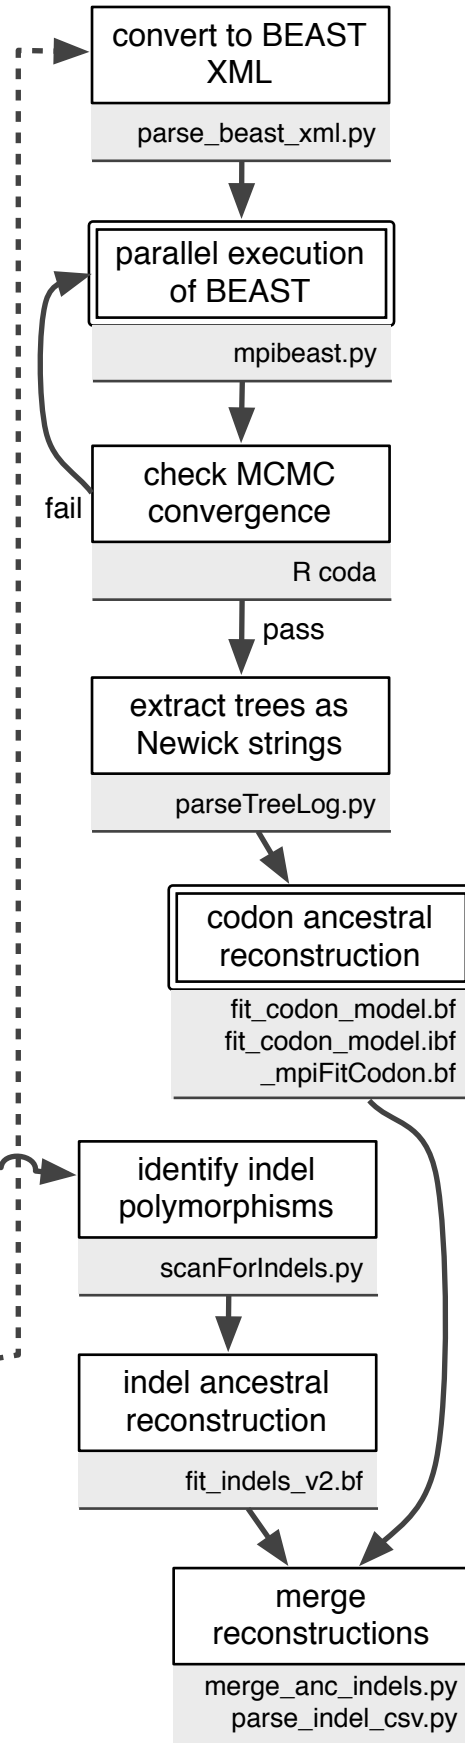 convert to BEAST
XML
parse_beast_xml.py
parallel execution
of BEAST
mpibeast.py
check MCMC
convergence
fail
R coda
pass
extract trees as
Newick strings
parseTreeLog.py
codon ancestral
reconstruction
fit_codon_model.bf
fit_codon_model.ibf
_mpiFitCodon.bf
identify indel
polymorphisms
scanForIndels.py
indel ancestral
reconstruction
fit_indels_v2.bf
merge
reconstructions
merge_anc_indels.py
parse_indel_csv.py